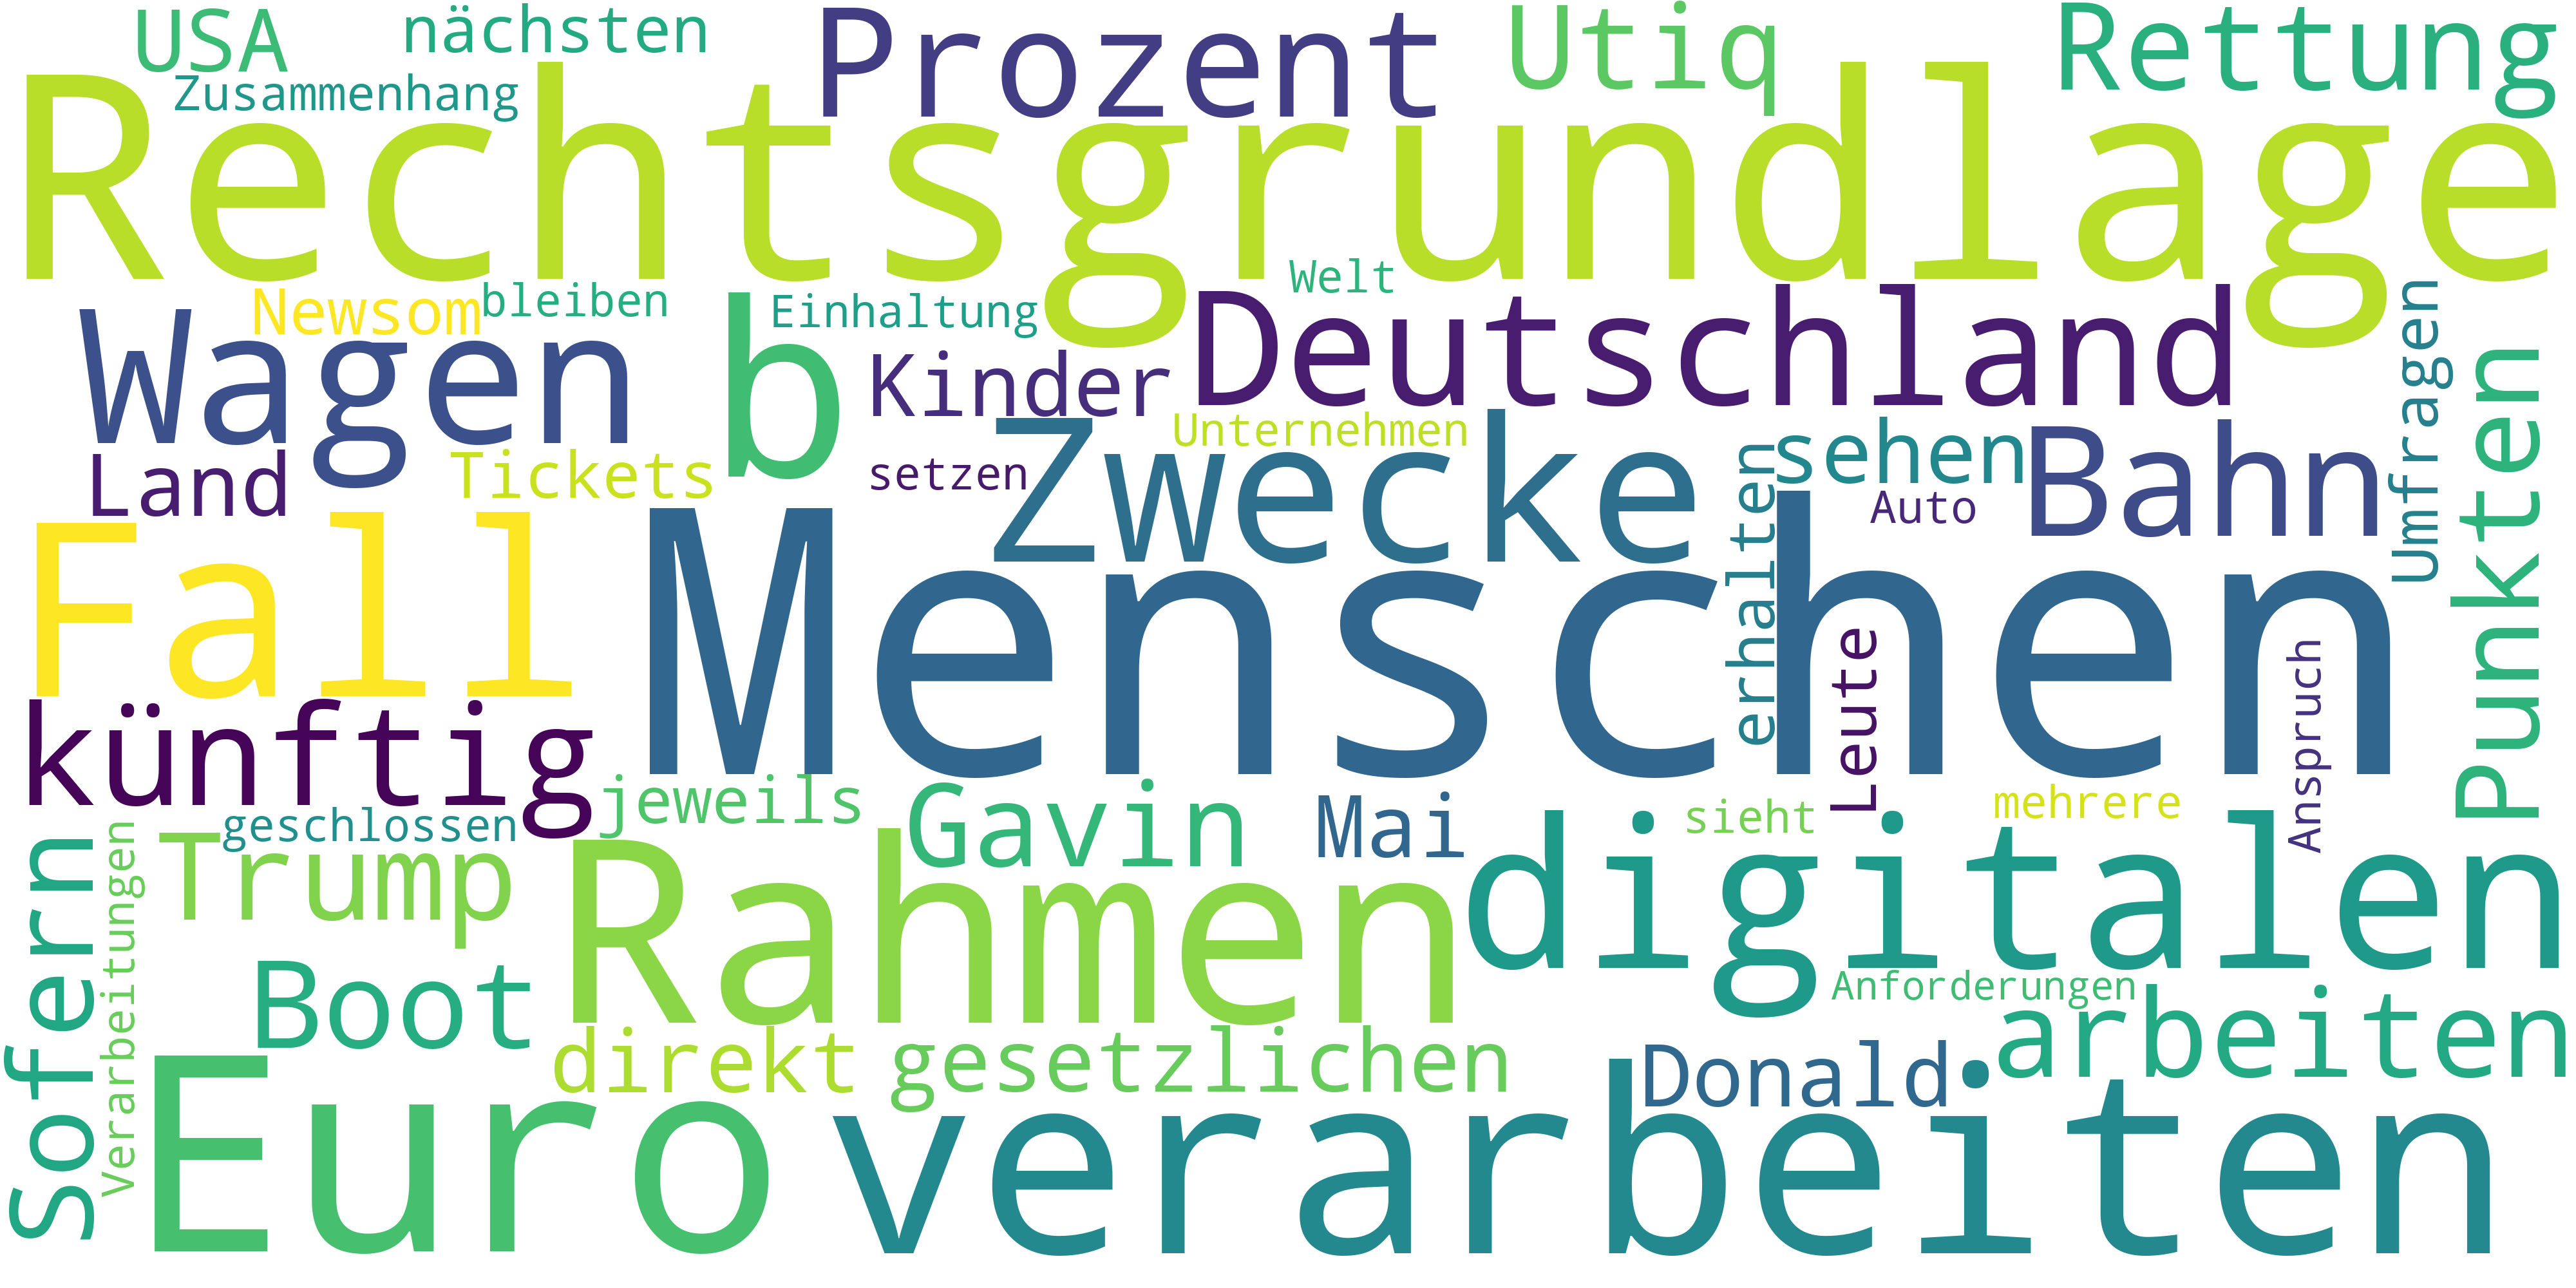 USA
nächsten
Prozent
Utiq
Rettung
Zusammenhang
Rechtsgrundlage
Welt
Newsom
bleiben
Einhaltung
Wagen
b
Deutschland
Kinder
Umfragen
Punkten
Unternehmen
Zwecke
sehen
Bahn
Land
Tickets
setzen
Auto
erhalten
Fall
Menschen
Leute
Anspruch
künftig
geschlossen
jeweils
Gavin
Mai
sieht
mehrere
Sofern
Verarbeitungen
Trump
Rahmen
digitalen
Boot
Anforderungen
direkt
gesetzlichen
Donald
arbeiten
Euro
verarbeiten